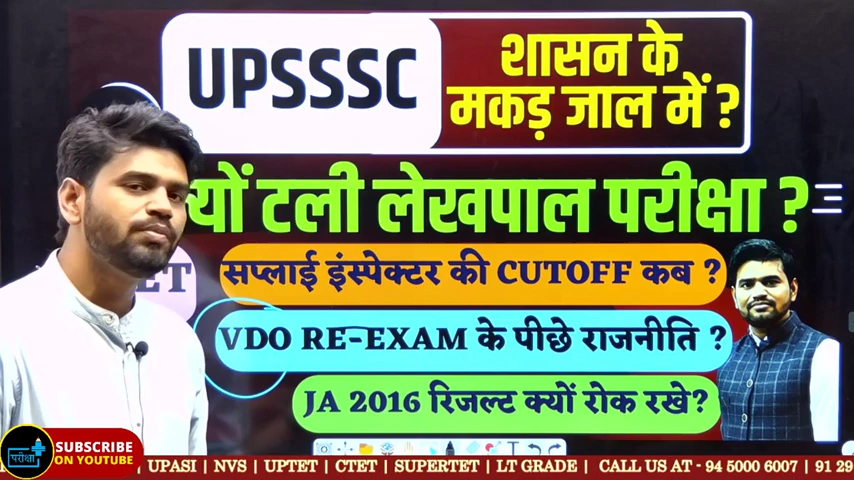 UPSSSC
शासन के
मकड़ जाल में ?
टली लेखपाल परीक्षा ?
सप्लाई इंस्पेक्टर की CUTOFF कब ?
VDO RE-EXAM के पीछे राजनीति ?
JA 2016 रिजल्ट क्यों रोक रखे?
परीक्षा
SUBSCRIBE
ON YOUTUBE
UPASI | NVS | UPTET | CTET | SUPERTET | LT GRADE | CALL US AT - 94 5000 6007 | 91 29